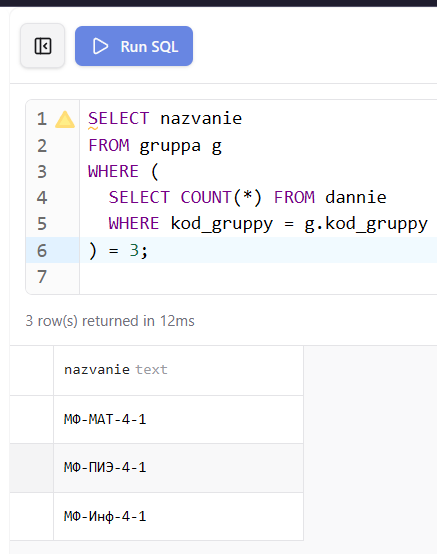 Run SQL
1 SELECT nazvanie
2 FROM gruppa g
3 WHERE (
4 SELECT COUNT(*) FROM dannie
5 WHERE kod_gruppy = g.kod_gruppy
6 ) = 3;
7
3 row(s) returned in 12ms
nazvanie text
МФ-МАТ-4-1
МФ-ПИЭ-4-1
МФ-Инф-4-1